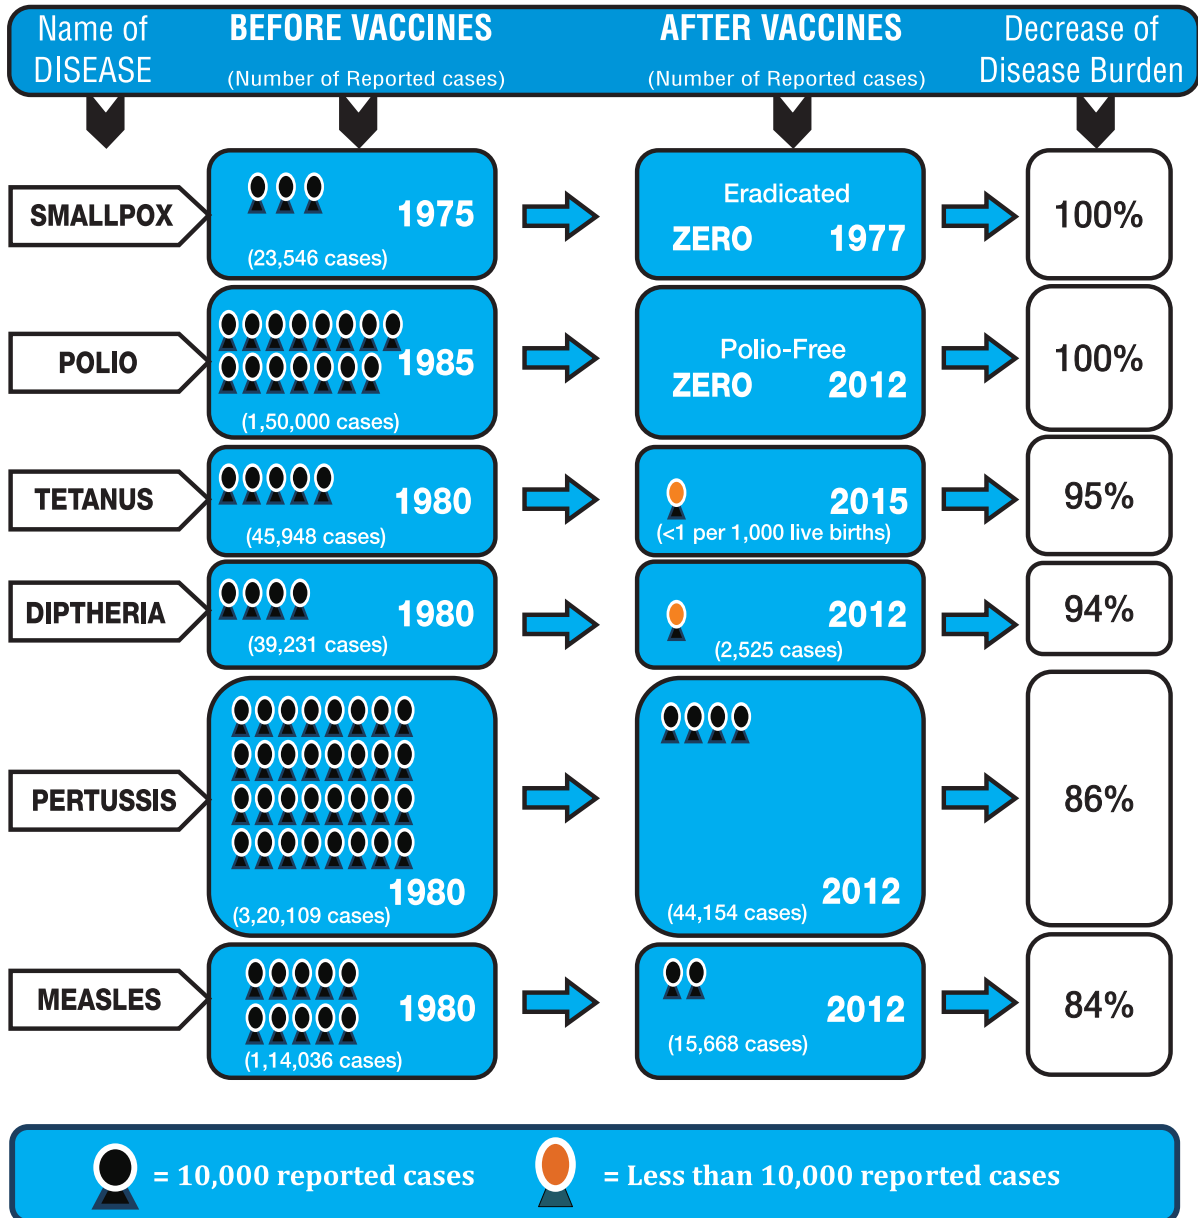 Name of
DISEASE
BEFORE VACCINES
(Number of Reported cases)
AFTER VACCINES
(Number of Reported cases)
Decrease of
Disease Burden
SMALLPOX
1975
(23,546 cases)
Eradicated
ZERO 1977
100%
POLIO
1985
(1,50,000 cases)
Polio-Free
ZERO 2012
100%
TETANUS
1980
(45,948 cases)
2015
(<1 per 1,000 live births)
95%
DIPTHERIA
1980
(39,231 cases)
2012
(2,525 cases)
94%
PERTUSSIS
1980
(3,20,109 cases)
2012
(44,154 cases)
86%
MEASLES
1980
(1,14,036 cases)
2012
(15,668 cases)
84%
= 10,000 reported cases
= Less than 10,000 reported cases